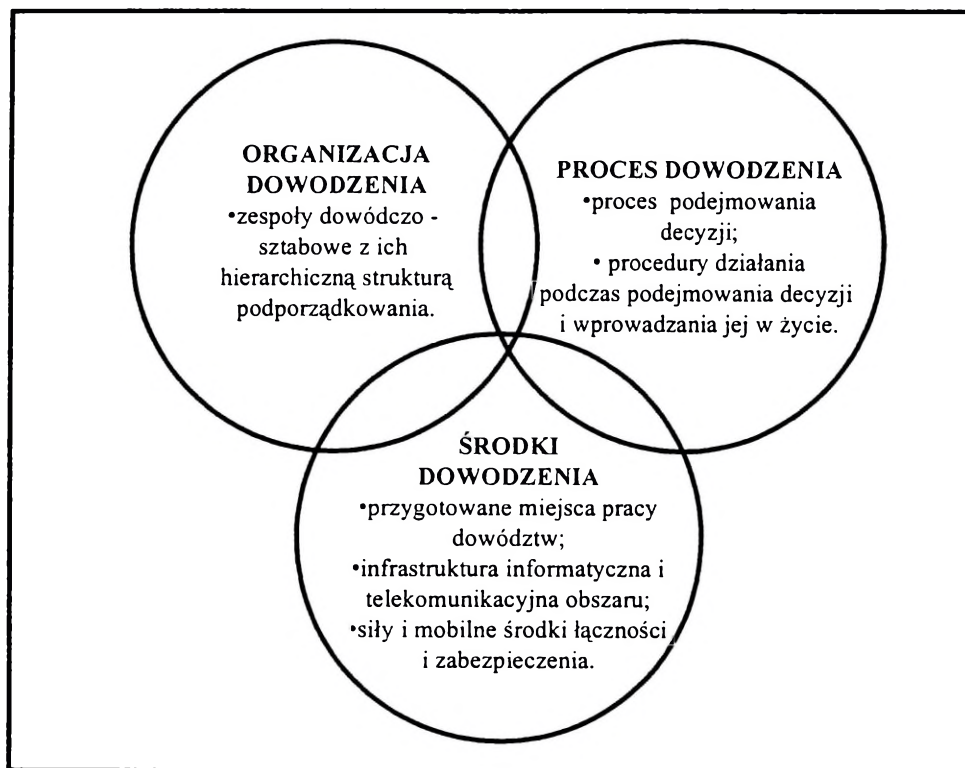 ORGANIZACJA
DOWODZENIA
•zespoły dowódczo -
sztabowe z ich
hierarchiczną strukturą
podporządkowania.
PROCES DOWODZENIA
•proces podejmowania
decyzji;
• procedury działania
podczas podejmowania decyzji
i wprowadzania jej w życie.
ŚRODKI
DOWODZENIA
•przygotowane miejsca pracy
dowództw;
•infrastruktura informatyczna i
telekomunikacyjna obszaru;
•siły i mobilne środki łączności
i zabezpieczenia.